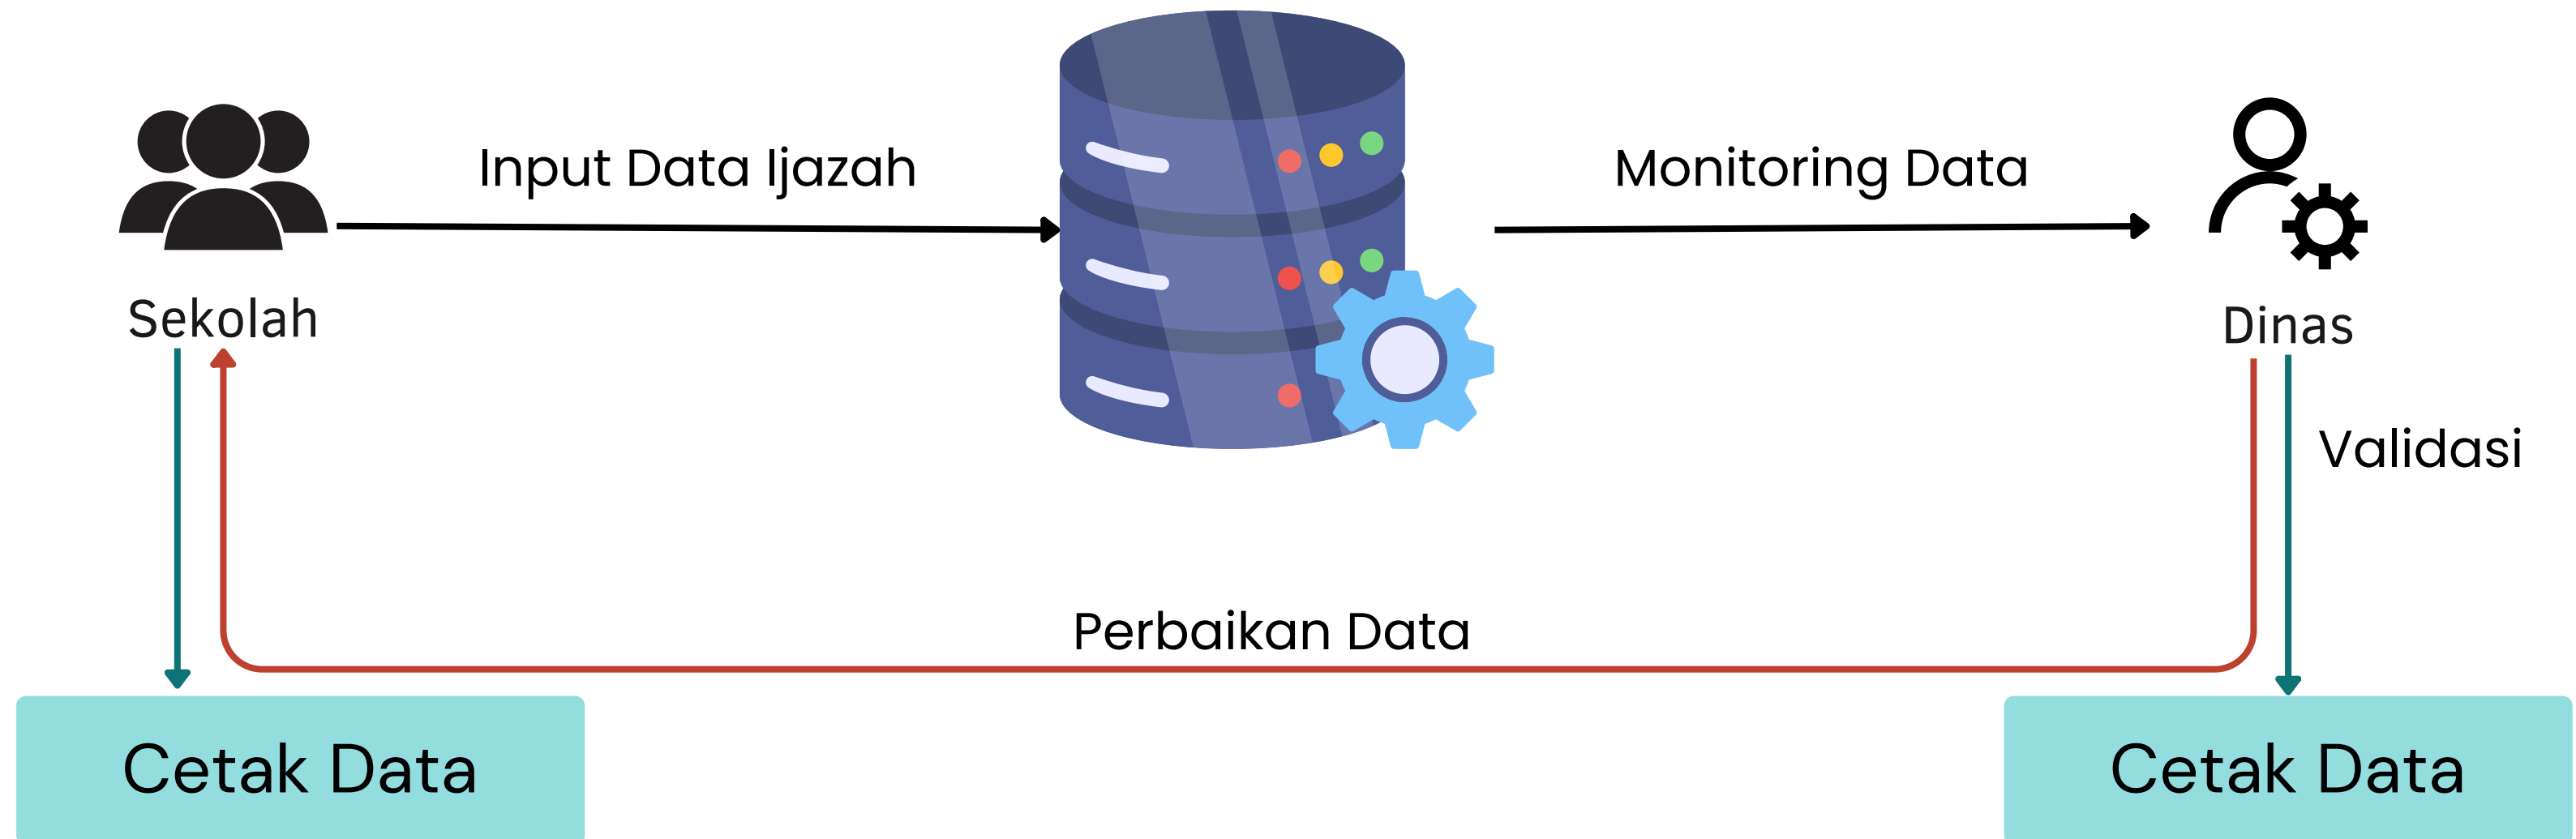 Input Data Ijazah
Monitoring Data
Sekolah
Dinas
Validasi
Perbaikan Data
Cetak Data
Cetak Data